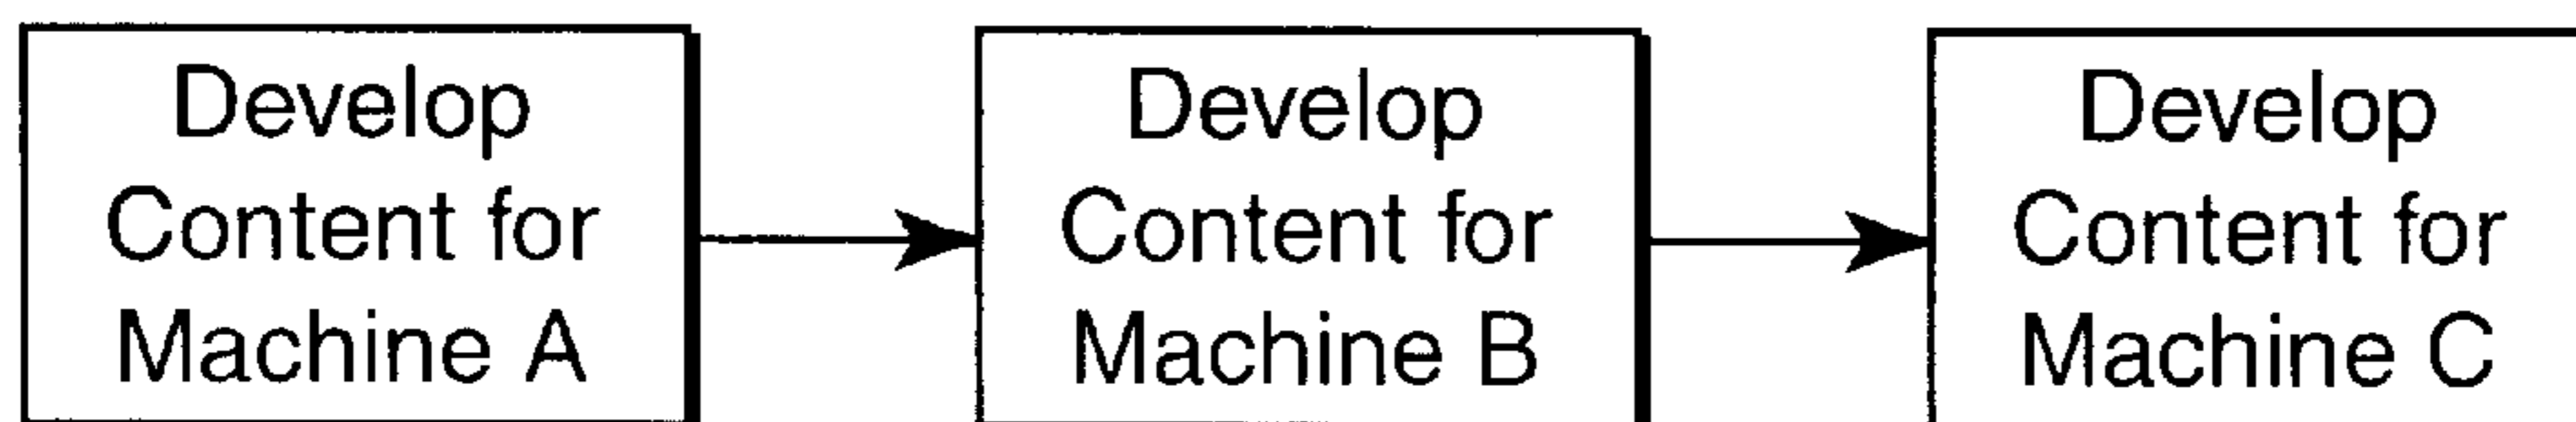 Develop
Content for
Machine A
Develop
Content for
Machine B
Develop
Content for
Machine C